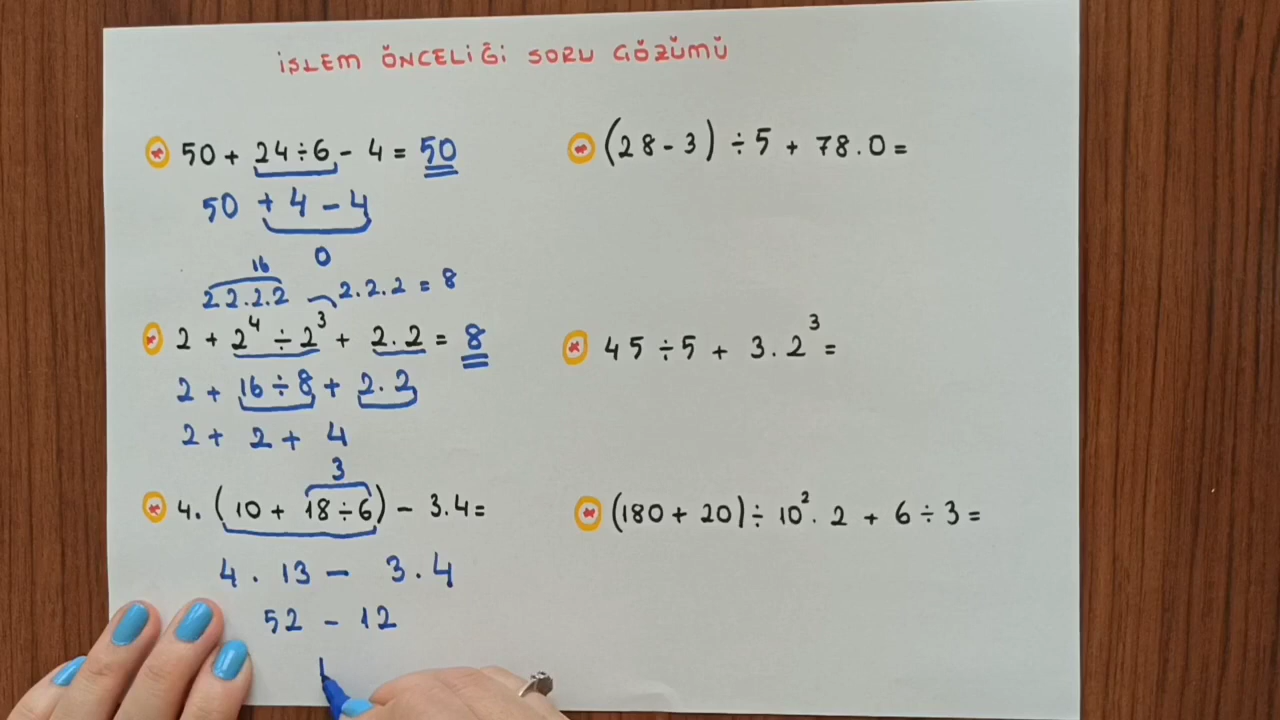 İŞLEM ÖNCELİĞİ SORU ÇÖZÜMÜ
50 + 24 ÷ 6 - 4 = 50
50 + 4 - 4
0
16
2 2.2.2 2.2.2 = 8
2 + 2⁴ ÷ 2³ + 2.2 = 8
2 + 16 ÷ 8 + 2.2
2 + 2 + 4
3
4. (10 + 18 ÷ 6) - 3.4 =
4 . 13 - 3.4
52 - 12
(28 - 3) ÷ 5 + 78.0 =
45 ÷ 5 + 3.2³ =
(180 + 20) ÷ 10². 2 + 6 ÷ 3 =